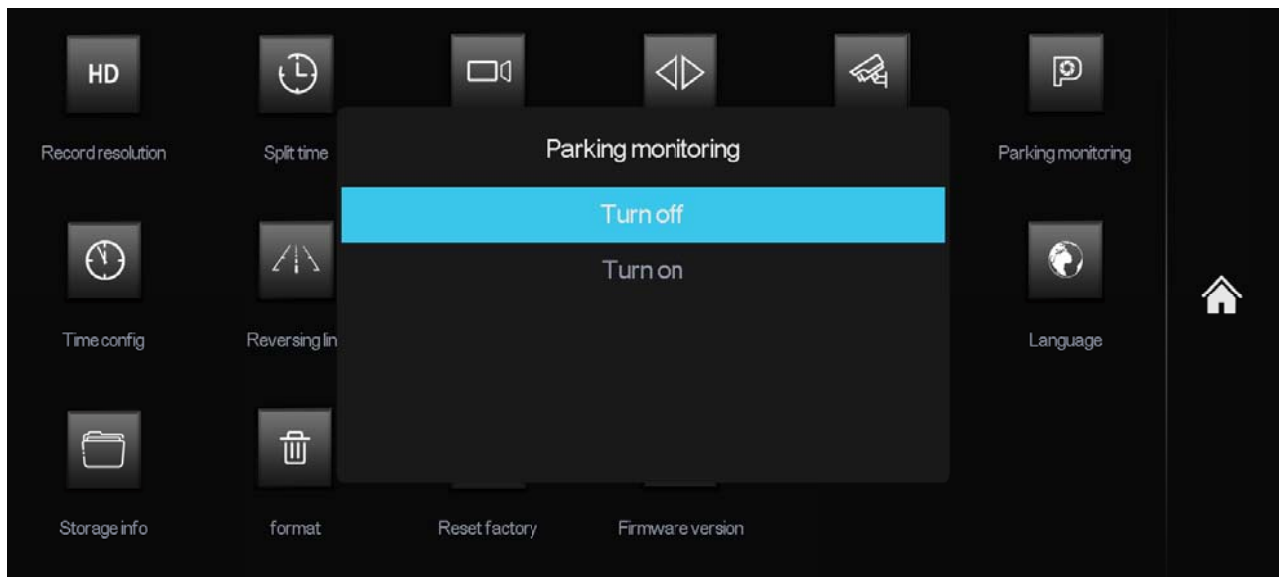 HD
Record resolution
Split time
Parking monitoring
Parking monitoring
Turn off
Turn on
Time config
Reversing lin
Language
Storage info
format
Reset factory
Firmware version